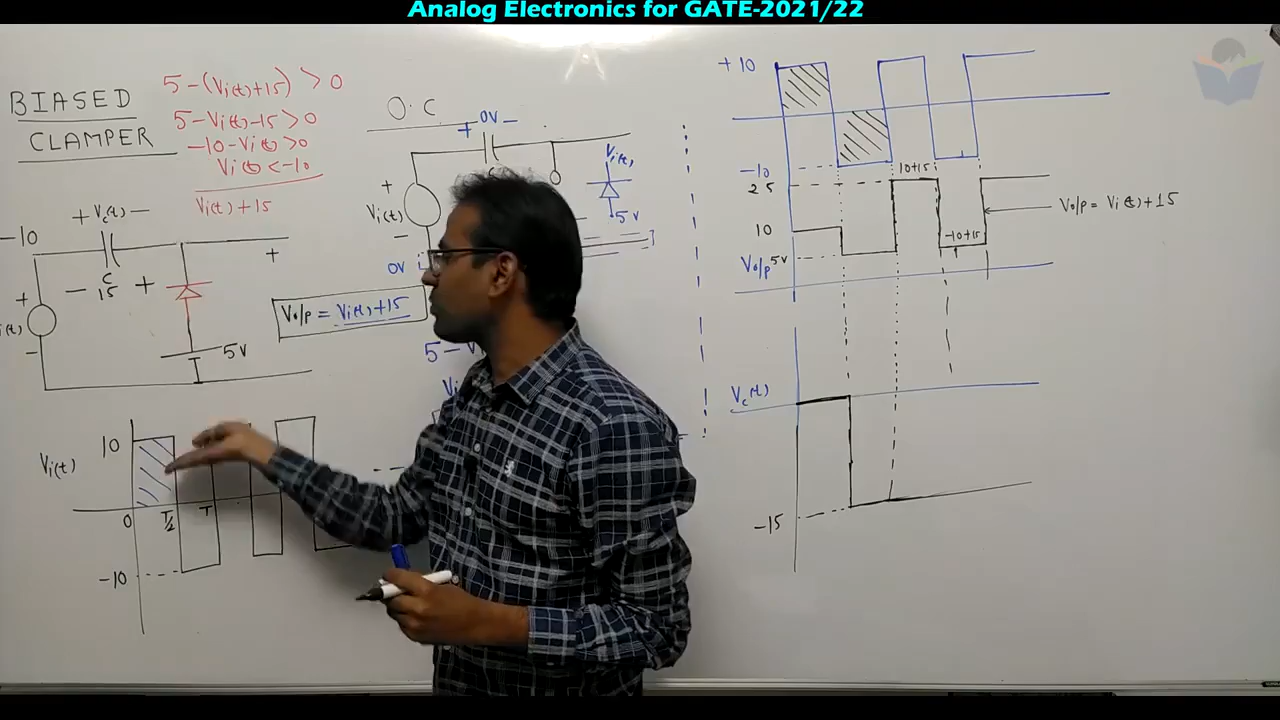 Analog Electronics for GATE-2021/22
BIASED
CLAMPER
5-(Vi(t)+15) > 0
5-Vi(t)-15 > 0
-10-Vi(t) > 0
Vi(t) < -10
Vi(t)+15
O.C
0V
+ -
+
Vi(t)
-
0V
Vi(t)
5V
-10
+ Vc(t) -
C
- 15 +
+
+
Vi(t)
-
5V
Vo/p = Vi(t)+15
5-V
Vi
10
Vi(t)
0
T/2
T
-10
+10
-10
25
10+15
10
-10+15
Vo/p 5V
Vo/p = Vi(t)+15
Vc(t)
-15